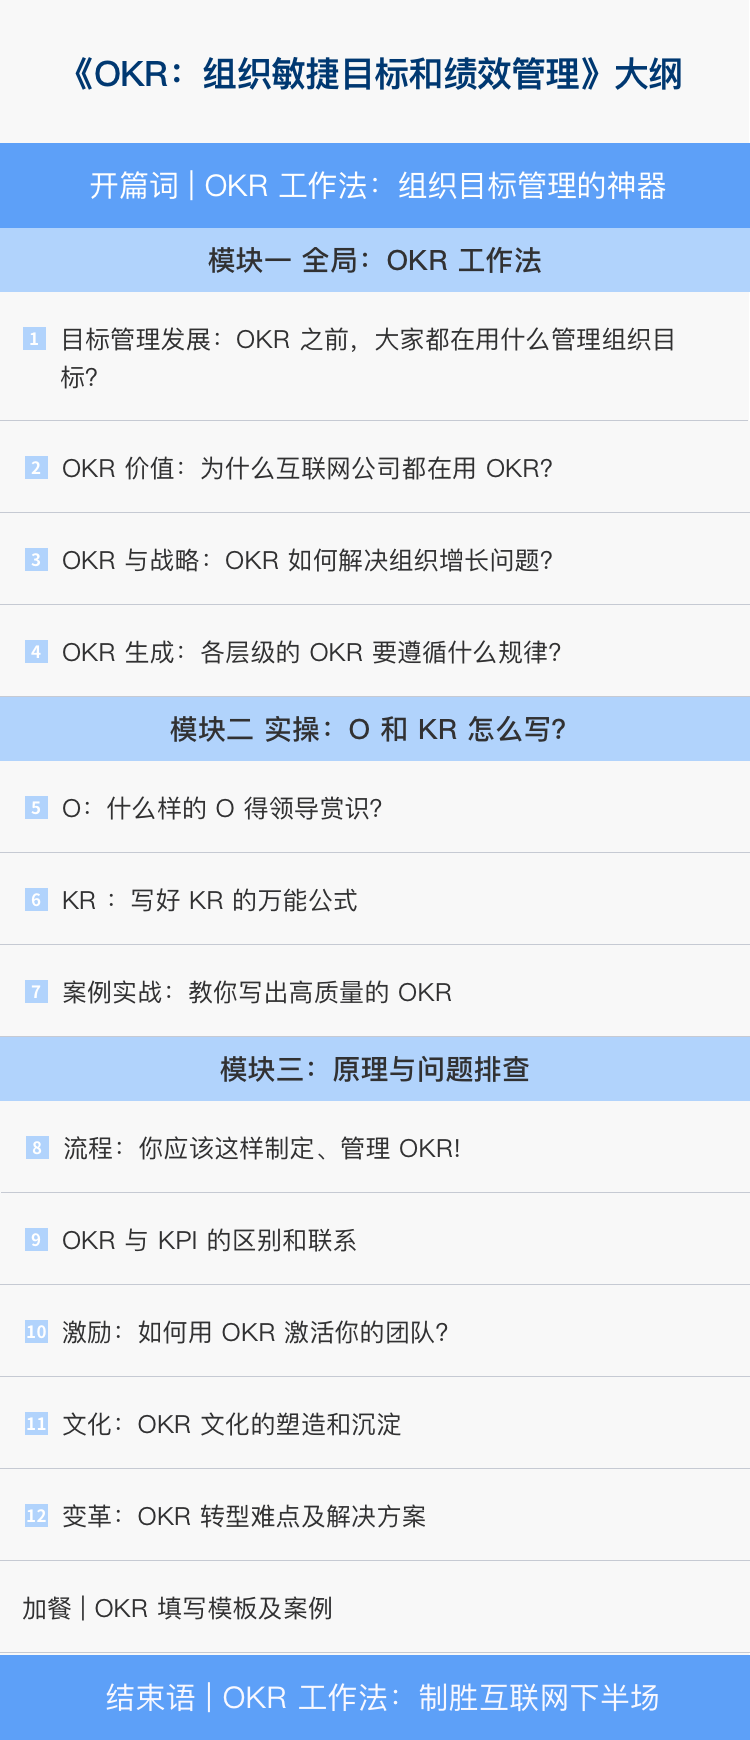 《OKR：组织敏捷目标和绩效管理》大纲
开篇词 | OKR 工作法：组织目标管理的神器
模块一 全局：OKR 工作法
1 目标管理发展：OKR 之前，大家都在用什么管理组织目
标？
2 OKR 价值：为什么互联网公司都在用 OKR？
3 OKR 与战略：OKR 如何解决组织增长问题？
4 OKR 生成：各层级的 OKR 要遵循什么规律？
模块二 实操：O 和 KR 怎么写？
5 O：什么样的 O 得领导赏识？
6 KR ：写好 KR 的万能公式
7 案例实战：教你写出高质量的 OKR
模块三：原理与问题排查
8 流程：你应该这样制定、管理 OKR!
9 OKR 与 KPI 的区别和联系
10 激励：如何用 OKR 激活你的团队？
11 文化：OKR 文化的塑造和沉淀
12 变革：OKR 转型难点及解决方案
加餐 | OKR 填写模板及案例
结束语 | OKR 工作法：制胜互联网下半场